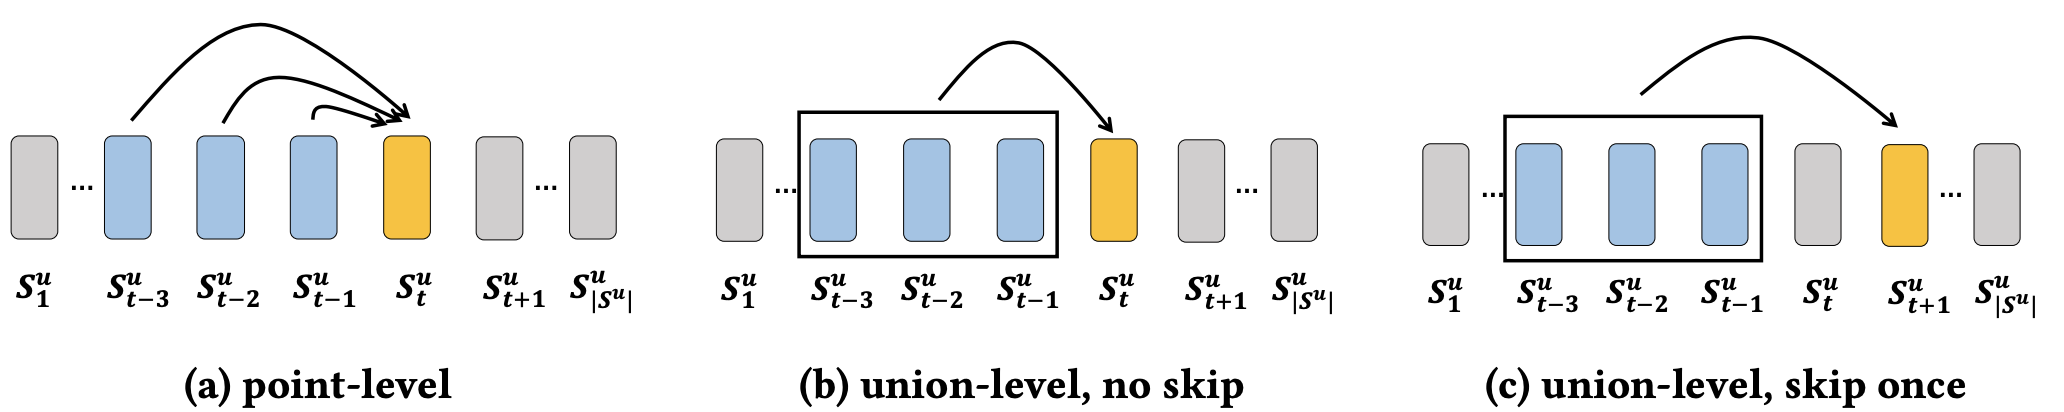 ... ...
S_1^u S_{t-3}^u S_{t-2}^u S_{t-1}^u S_t^u S_{t+1}^u S_{|S^u|}^u
(a) point-level
... ...
S_1^u S_{t-3}^u S_{t-2}^u S_{t-1}^u S_t^u S_{t+1}^u S_{|S^u|}^u
(b) union-level, no skip
... ...
S_1^u S_{t-3}^u S_{t-2}^u S_{t-1}^u S_t^u S_{t+1}^u S_{|S^u|}^u
(c) union-level, skip once